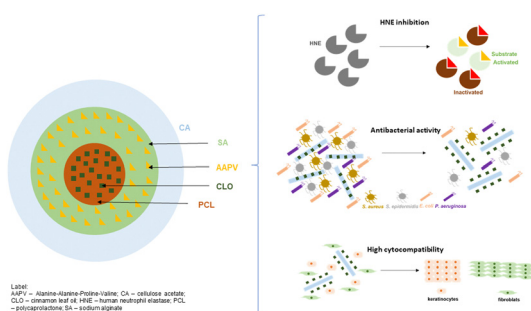 HNE inhibition
HNE
Substrate
Activated
Inactivated
CA
SA
AAPV
CLO
PCL
Antibacterial activity
S. aureus S. epidermidis E. coli P. aeruginosa
High cytocompatibility
keratinocytes
fibroblats
Label:
AAPV – Alanine-Alanine-Proline-Valine; CA – cellulose acetate;
CLO – cinnamon leaf oil; HNE – human neutrophil elastase; PCL
– polycaprolactone; SA – sodium alginate